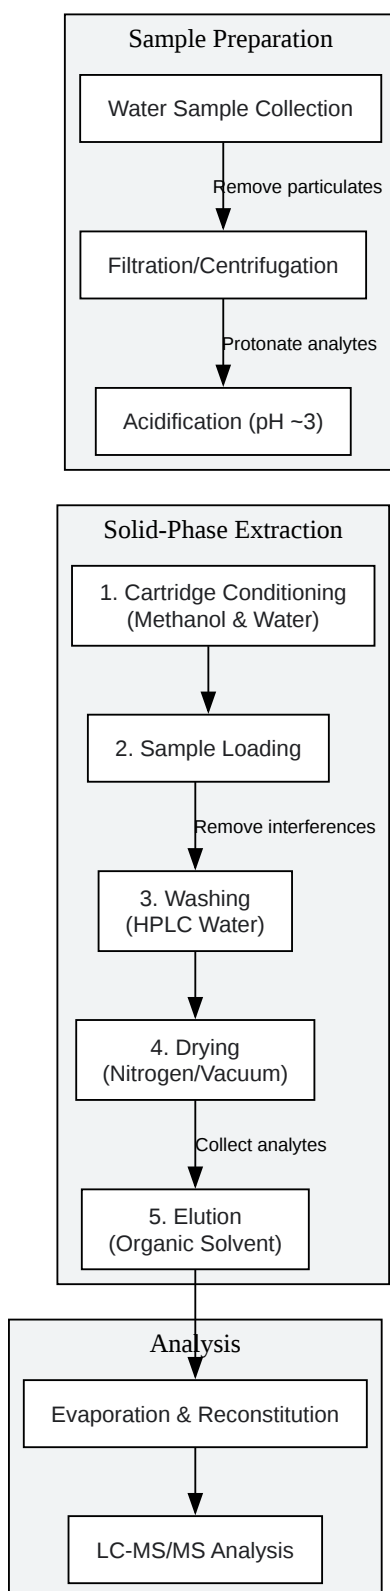 Sample Preparation
Water Sample Collection
Remove particulates
Filtration/Centrifugation
Protonate analytes
Acidification (pH ~3)
Solid-Phase Extraction
1. Cartridge Conditioning
(Methanol & Water)
2. Sample Loading
Remove interferences
3. Washing
(HPLC Water)
4. Drying
(Nitrogen/Vacuum)
Collect analytes
5. Elution
(Organic Solvent)
Analysis
Evaporation & Reconstitution
LC-MS/MS Analysis